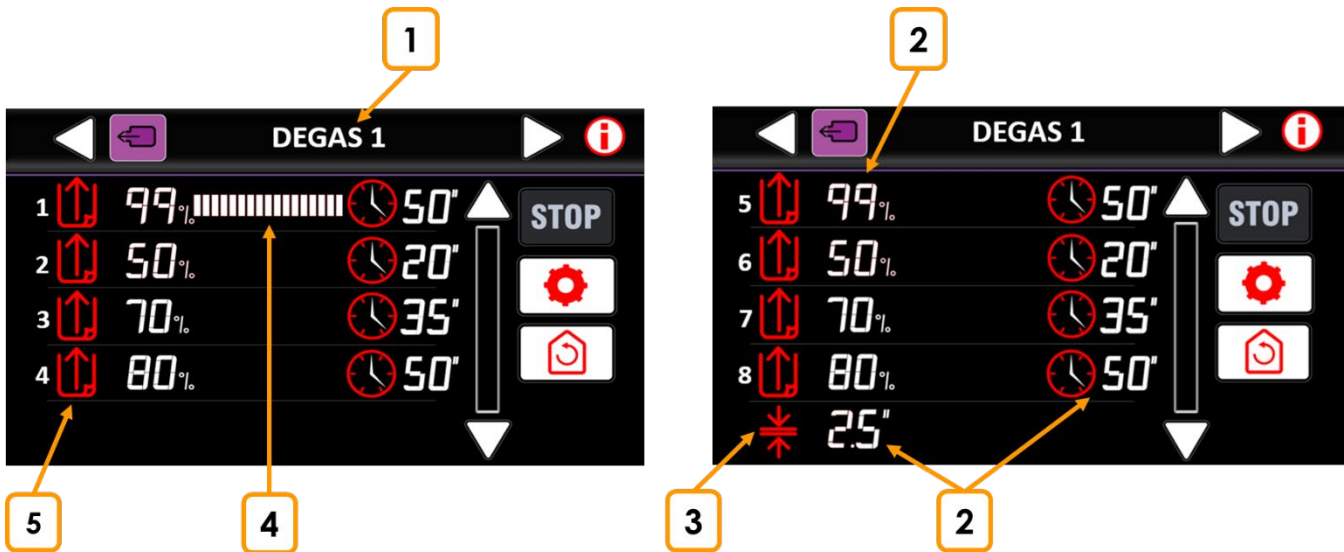 1
2
DEGAS 1
DEGAS 1
1 99% 50"
STOP
2 50% 20"
3 70% 35"
4 80% 50"
5 99% 50"
STOP
6 50% 20"
7 70% 35"
8 80% 50"
2.5"
5
4
3
2